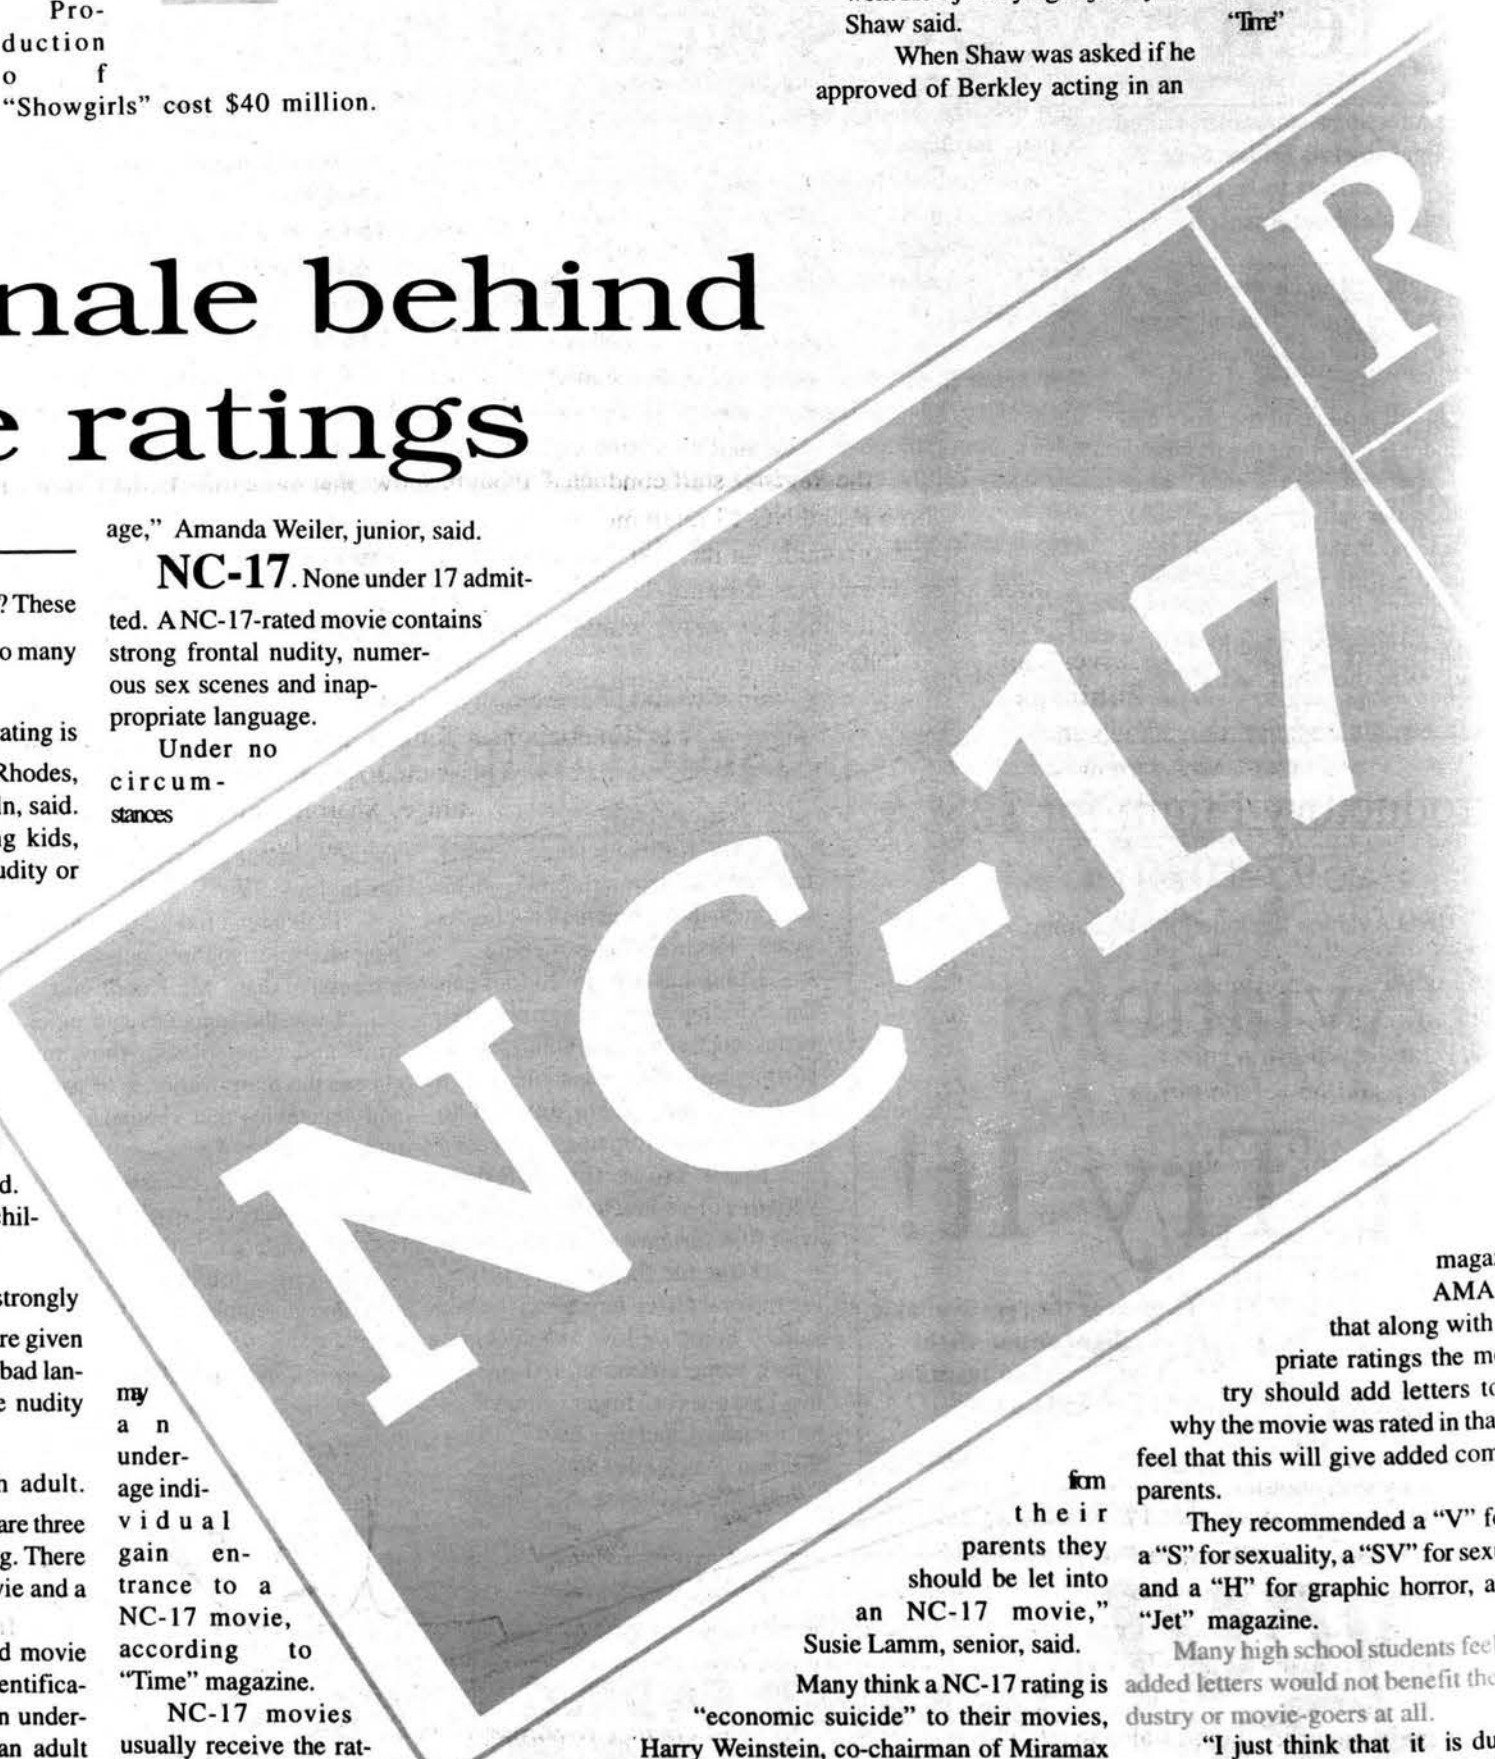 Pro-
duction
o f
“Showgirls” cost $40 million.
Shaw said.
When Shaw was asked if he
approved of Berkley acting in an
“Time”
nale behind
e ratings
? These
o many
ating is
Rhodes,
ln, said.
g kids,
udity or
d.
hil-
strongly
re given
bad lan-
e nudity
adult.
are three
g. There
vie and a
d movie
entifica-
n under-
an adult
age,” Amanda Weiler, junior, said.
NC-17. None under 17 admit-
ted. A NC-17-rated movie contains
strong frontal nudity, numer-
ous sex scenes and inap-
propriate language.
Under no
circum-
stances
may
a n
under-
age indi-
vidual
gain en-
trance to a
NC-17 movie,
according to
“Time” magazine.
NC-17 movies
usually receive the rat-
R
NC-17
from
their
parents they
should be let into
an NC-17 movie,”
Susie Lamm, senior, said.
Many think a NC-17 rating is
“economic suicide” to their movies,
Harry Weinstein, co-chairman of Miramax
maga
AMA
that along with
priate ratings the m
try should add letters to
why the movie was rated in tha
feel that this will give added com
parents.
They recommended a “V” f
a “S” for sexuality, a “SV” for sex
and a “H” for graphic horror, a
“Jet” magazine.
Many high school students feel
added letters would not benefit the
dustry or movie-goers at all.
“I just think that it is du